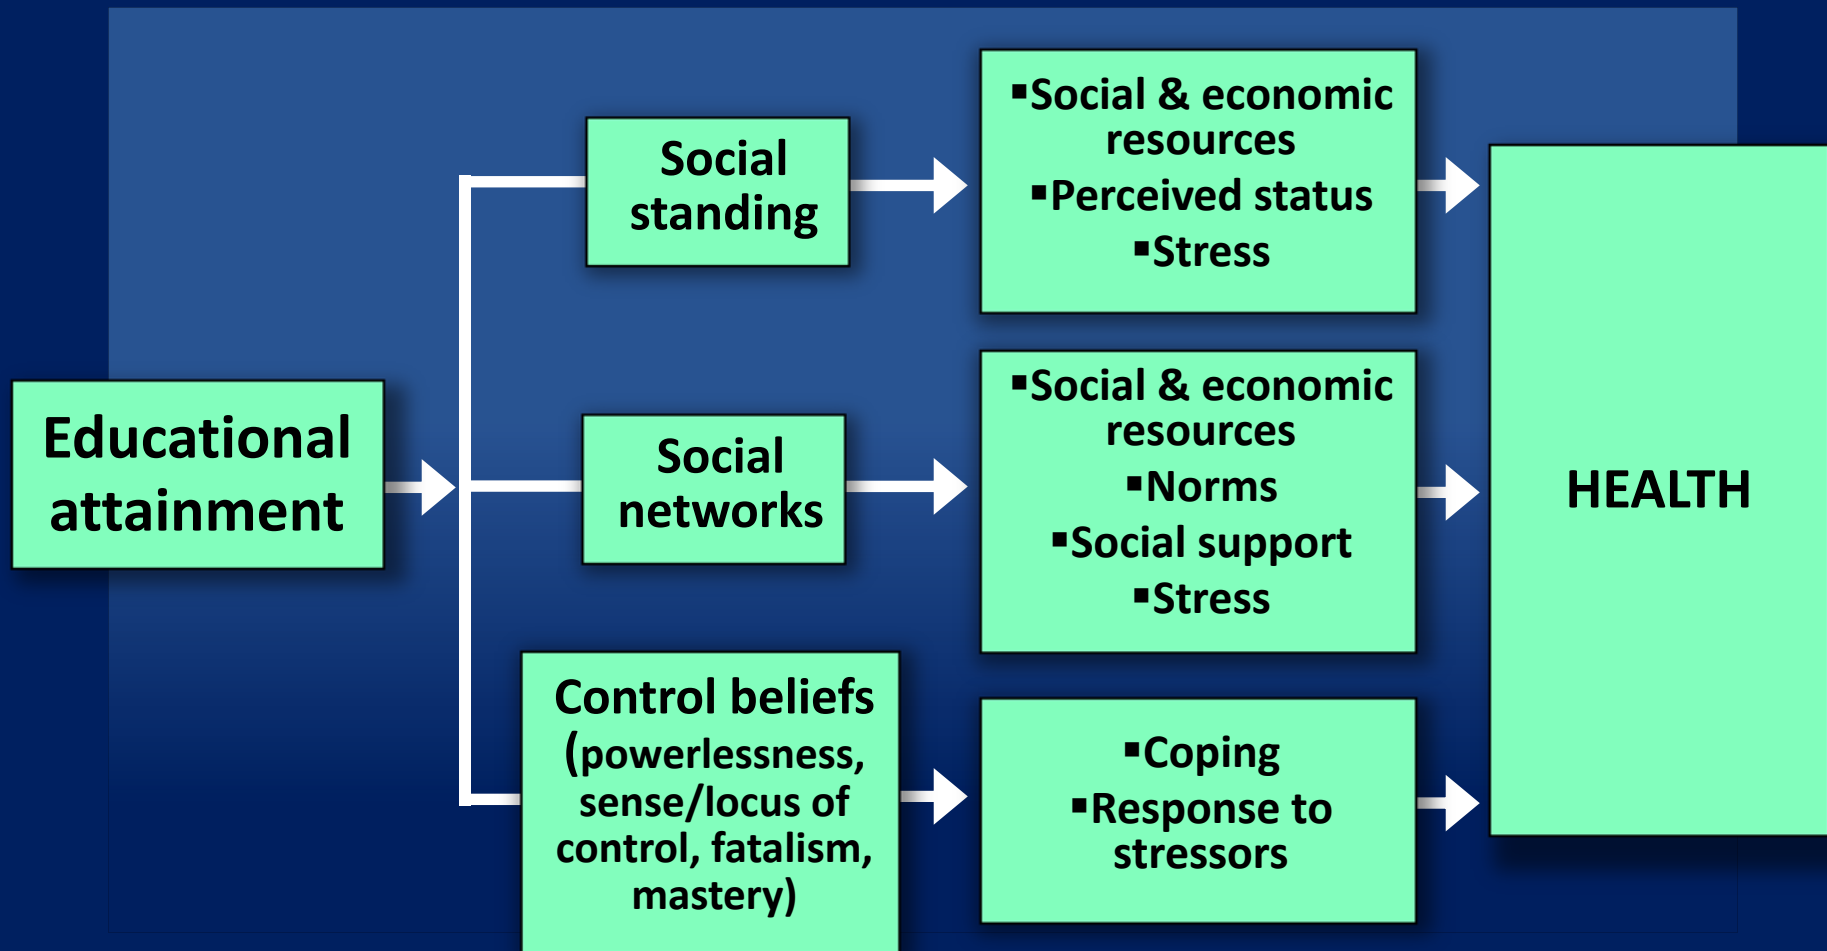 Educational
attainment
Social
standing
▪Social & economic
resources
▪Perceived status
▪Stress
Social
networks
▪Social & economic
resources
▪Norms
▪Social support
▪Stress
Control beliefs
(powerlessness,
sense/locus of
control, fatalism,
mastery)
▪Coping
▪Response to
stressors
HEALTH